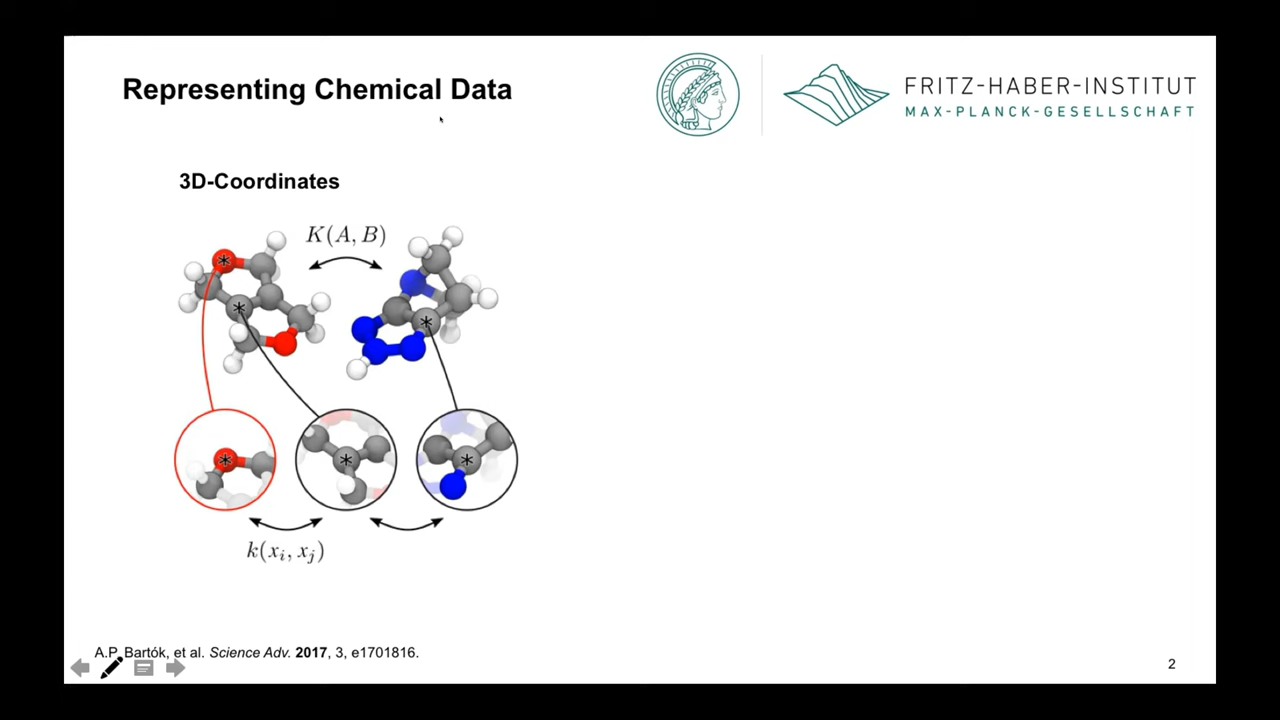 Representing Chemical Data
FRITZ-HABER-INSTITUT
MAX-PLANCK-GESELLSCHAFT
3D-Coordinates
K(A, B)
* * *
* * *
k(xᵢ, xⱼ)
A.P. Bartók, et al. Science Adv. 2017, 3, e1701816.
2